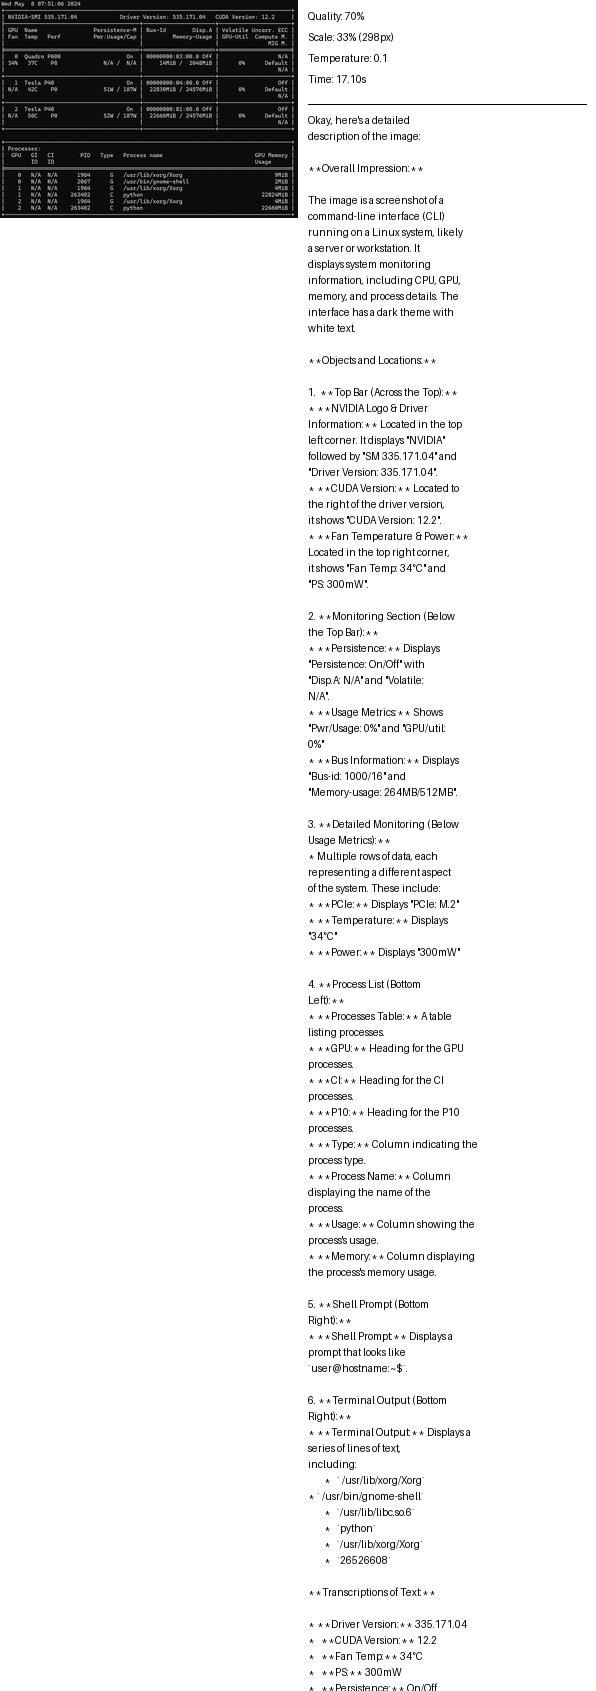 Wed May  8 07:51:06 2024
NVIDIA-SMI 535.171.04 Driver Version: 535.171.04 CUDA Version: 12.2
GPU Name Persistence-M | Bus-Id Disp.A | Volatile Uncorr. ECC
Fan Temp Perf Pwr:Usage/Cap | Memory-Usage | GPU-Util Compute M.
MIG M.
0 Quadro P600 On | 00000000:03:00.0 Off | N/A
34% 37C P8 N/A / N/A | 14MiB / 2048MiB | 0% Default
N/A
1 Tesla P40 On | 00000000:04:00.0 Off | Off
N/A 42C P0 51W / 187W | 22830MiB / 24576MiB | 0% Default
N/A
2 Tesla P40 On | 00000000:81:00.0 Off | Off
N/A 50C P0 52W / 187W | 22666MiB / 24576MiB | 0% Default
N/A
Processes:
GPU GI CI PID Type Process name GPU Memory
ID ID Usage
0 N/A N/A 1964 G /usr/lib/xorg/Xorg 9MiB
0 N/A N/A 2067 G /usr/bin/gnome-shell 2MiB
1 N/A N/A 1964 G /usr/lib/xorg/Xorg 4MiB
1 N/A N/A 263402 C python 22824MiB
2 N/A N/A 1964 G /usr/lib/xorg/Xorg 4MiB
2 N/A N/A 263402 C python 22660MiB
Quality: 70%
Scale: 33% (298px)
Temperature: 0.1
Time: 17.10s
Okay, here's a detailed
description of the image:
**Overall Impression:**
The image is a screenshot of a
command-line interface (CLI)
running on a Linux system, likely
a server or workstation. It
displays system monitoring
information, including CPU, GPU,
memory, and process details. The
interface has a dark theme with
white text.
**Objects and Locations:**
1. **Top Bar (Across the Top):**
* **NVIDIA Logo & Driver
Information:** Located in the top
left corner. It displays "NVIDIA"
followed by "SM 335.171.04" and
"Driver Version: 335.171.04".
* **CUDA Version:** Located to
the right of the driver version,
it shows "CUDA Version: 12.2".
* **Fan Temperature & Power:**
Located in the top right corner,
it shows "Fan Temp: 34°C" and
"PS: 300mW".
2. **Monitoring Section (Below
the Top Bar):**
* **Persistence:** Displays
"Persistence: On/Off" with
"Disp.A: N/A" and "Volatile:
N/A".
* **Usage Metrics:** Shows
"Pwr/Usage: 0%" and "GPU/util:
0%"
* **Bus Information:** Displays
"Bus-id: 1000/16" and
"Memory-usage: 264MB/512MB".
3. **Detailed Monitoring (Below
Usage Metrics):**
* Multiple rows of data, each
representing a different aspect
of the system. These include:
* **PCIe:** Displays "PCIe: M.2"
* **Temperature:** Displays
"34°C"
* **Power:** Displays "300mW"
4. **Process List (Bottom
Left):**
* **Processes Table:** A table
listing processes.
* **GPU:** Heading for the GPU
processes.
* **CI:** Heading for the CI
processes.
* **P10:** Heading for the P10
processes.
* **Type:** Column indicating the
process type.
* **Process Name:** Column
displaying the name of the
process.
* **Usage:** Column showing the
process's usage.
* **Memory:** Column displaying
the process's memory usage.
5. **Shell Prompt (Bottom
Right):**
* **Shell Prompt:** Displays a
prompt that looks like
`user@hostname:~$`.
6. **Terminal Output (Bottom
Right):**
* **Terminal Output:** Displays a
series of lines of text,
including:
* `/usr/lib/xorg/Xorg`
* `/usr/bin/gnome-shell`
* `/usr/lib/libc.so.6`
* `python`
* `/usr/lib/xorg/Xorg`
* `26526608`
**Transcriptions of Text:**
* **Driver Version:** 335.171.04
* **CUDA Version:** 12.2
* **Fan Temp:** 34°C
* **PS:** 300mW
* **Persistence:** On/Off